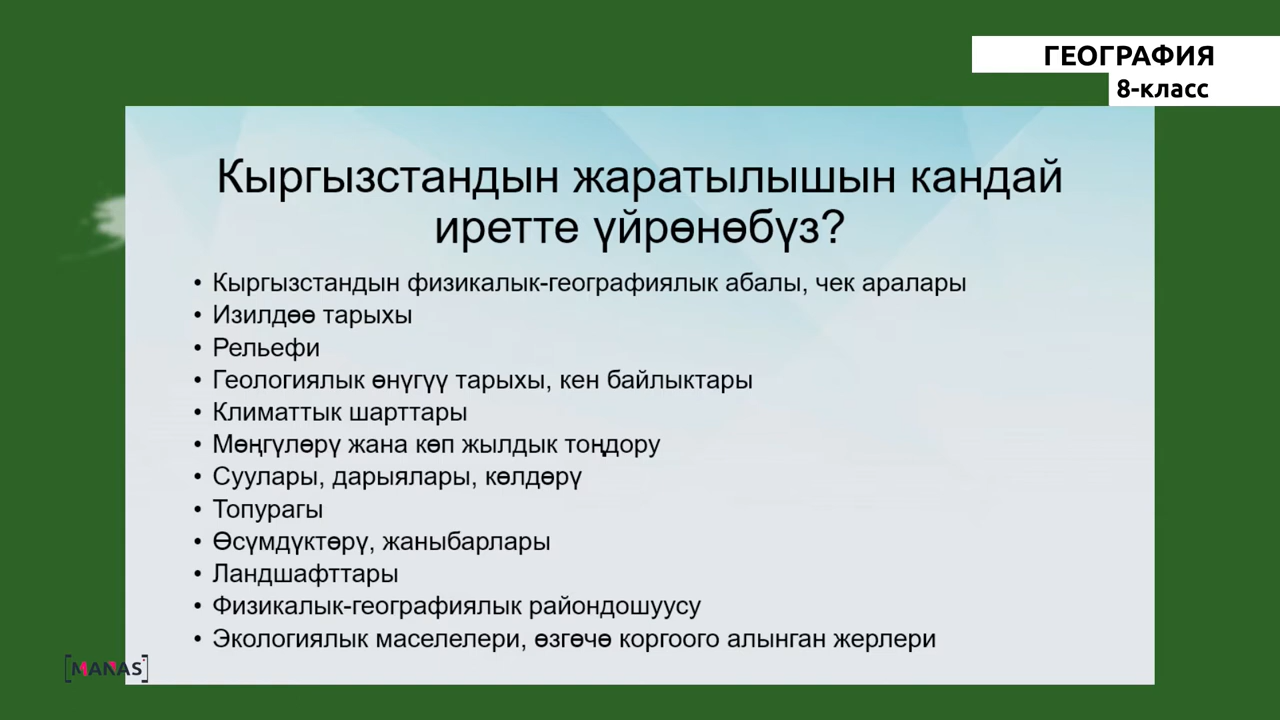 ГЕОГРАФИЯ
8-класс
Кыргызстандын жаратылышын кандай
иретте үйрөнөбүз?
• Кыргызстандын физикалык-географиялык абалы, чек аралары
• Изилдөө тарыхы
• Рельефи
• Геологиялык өнүгүү тарыхы, кен байлыктары
• Климаттык шарттары
• Мөңгүлөрү жана көп жылдык тоңдору
• Суулары, дарыялары, көлдөрү
• Топурагы
• Өсүмдүктөрү, жаныбарлары
• Ландшафттары
• Физикалык-географиялык райондошуусу
• Экологиялык маселелери, өзгөчө коргоого алынган жерлери
[MANAS]